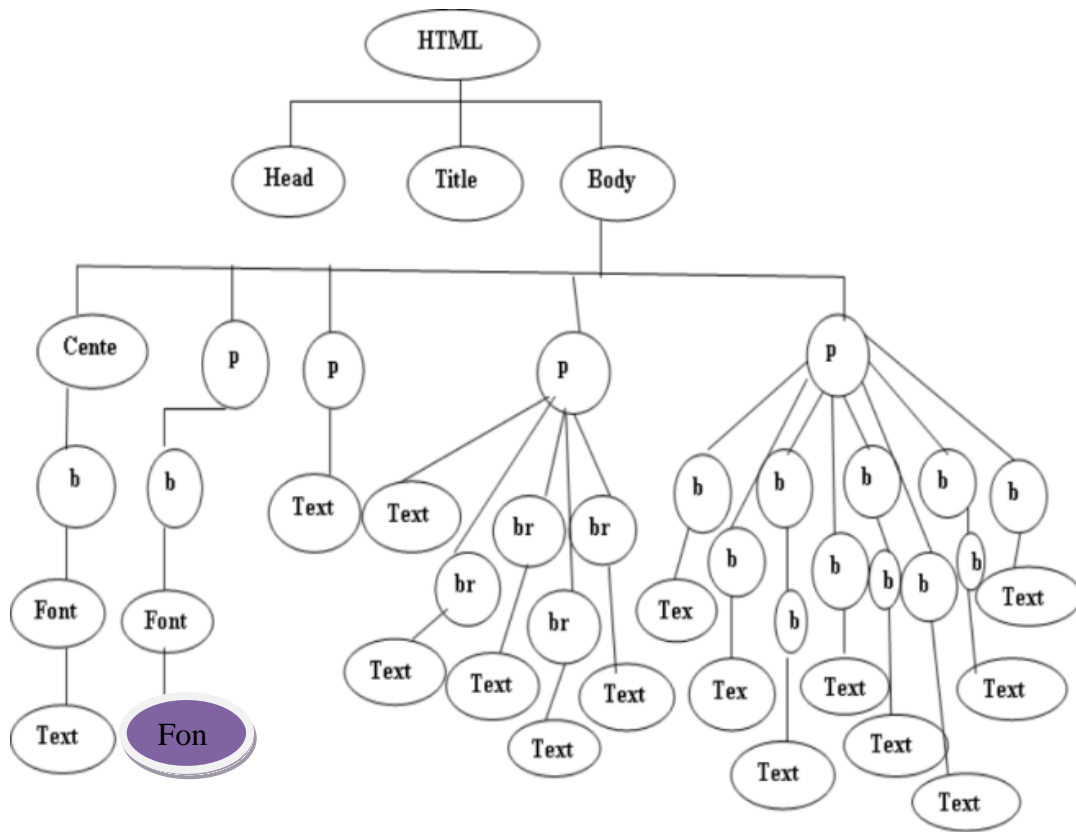 HTML
Head Title Body
Cente p p p p
b b b b b b b
Text Text br br
br b b b b b
Font Font br Tex b Text
Text Text Text Tex Text Text
Text Fon Text Text
Text
Text